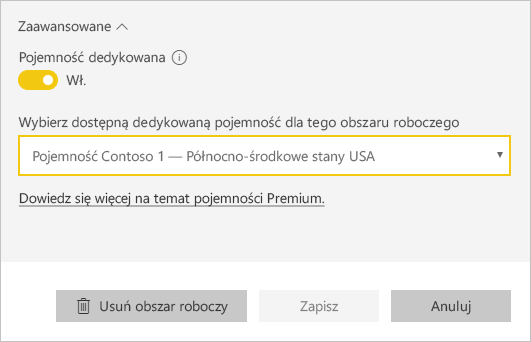 Zaawansowane
Pojemność dedykowana
Wł.
Wybierz dostępną dedykowaną pojemność dla tego obszaru roboczego
Pojemność Contoso 1 — Północno-środkowe stany USA
Dowiedz się więcej na temat pojemności Premium.
Usuń obszar roboczy Zapisz Anuluj